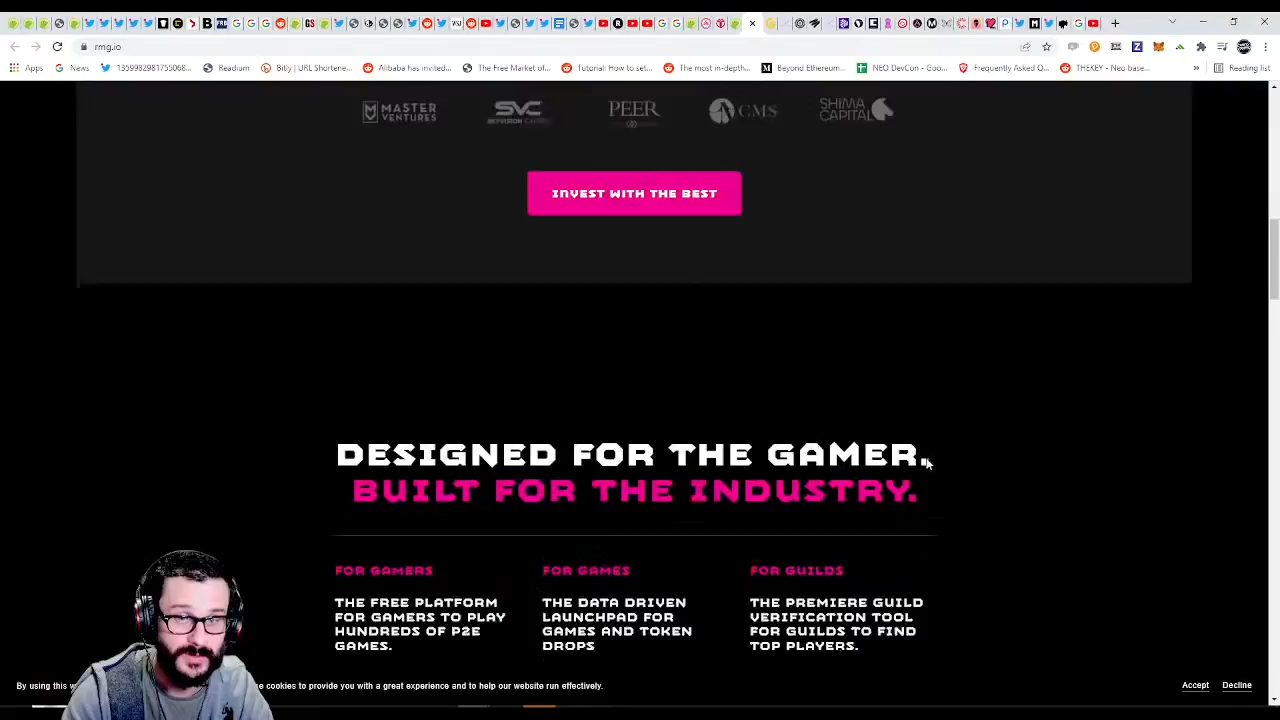 rmg.io
Apps
News
1359982981755068...
Readium
Bitly | URL Shortene...
Alibaba has invited...
The Free Market of...
Tutorial: How to set...
The most in-depth...
Beyond Ethereum...
NEO DevCon - Goo...
Frequently Asked Q...
THEKEY - Neo base...
»
Reading list
MASTER VENTURES
SVC
PEER
CMS
SHIMA CAPITAL
INVEST WITH THE BEST
DESIGNED FOR THE GAMER.
BUILT FOR THE INDUSTRY.
FOR GAMERS
THE FREE PLATFORM
FOR GAMERS TO PLAY
HUNDREDS OF P2E
GAMES.
FOR GAMES
THE DATA DRIVEN
LAUNCHPAD FOR
GAMES AND TOKEN
DROPS
FOR GUILDS
THE PREMIERE GUILD
VERIFICATION TOOL
FOR GUILDS TO FIND
TOP PLAYERS.
By using this w
e cookies to provide you with a great experience and to help our website run effectively.
Accept
Decline